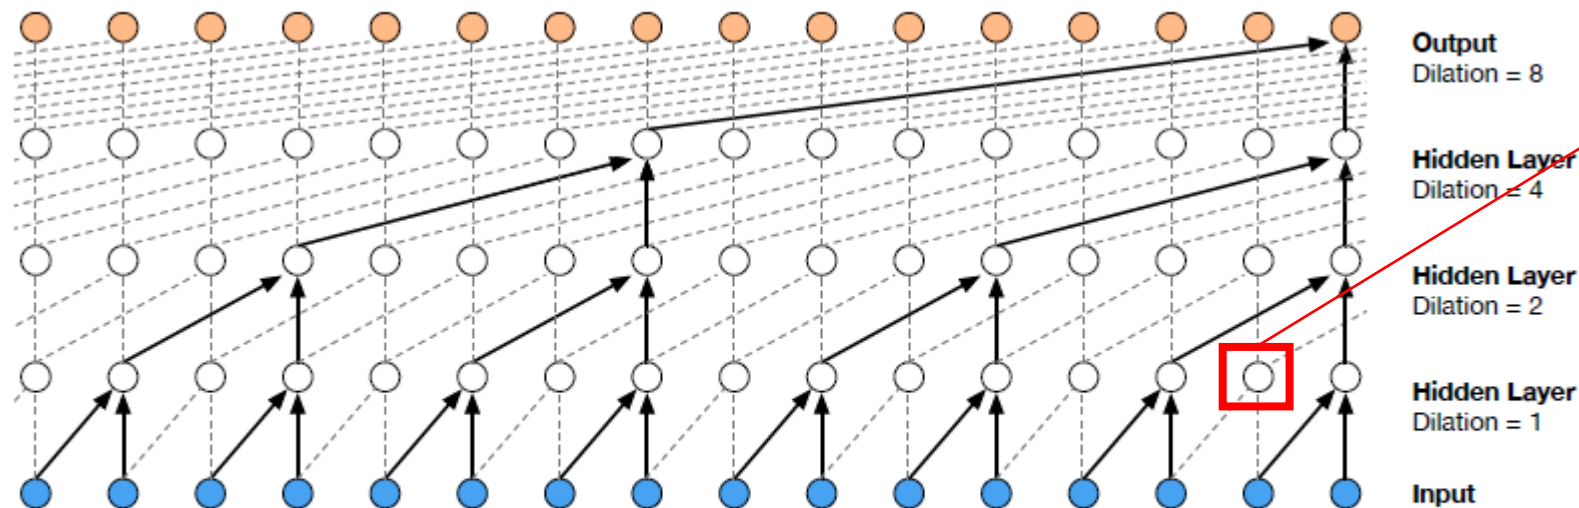 Output
Dilation = 8
Hidden Layer
Dilation = 4
Hidden Layer
Dilation = 2
Hidden Layer
Dilation = 1
Input